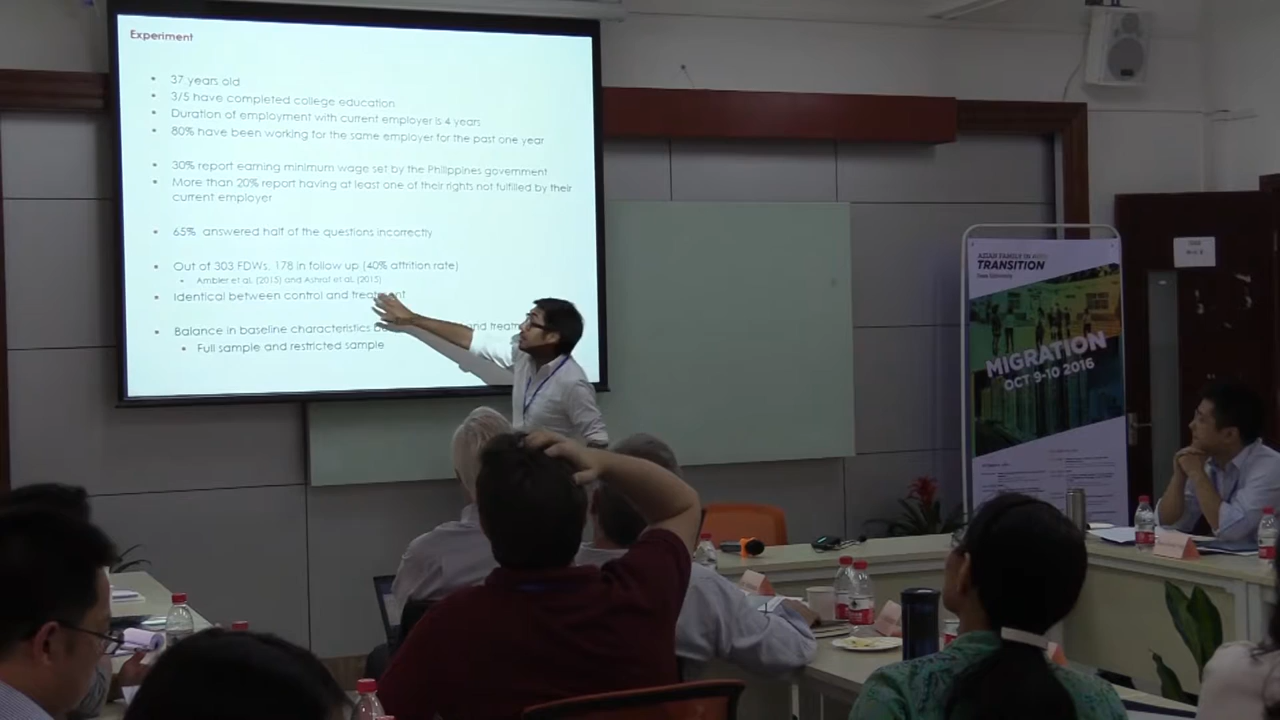 Experiment
• 37 years old
• 3/5 have completed college education
• Duration of employment with current employer is 4 years
• 80% have been working for the same employer for the past one year
• 30% report earning minimum wage set by the Philippines government
• More than 20% report having at least one of their rights not fulfilled by their
current employer
• 65% answered half of the questions incorrectly
• Out of 303 FDWs, 178 in follow up (40% attrition rate)
• Ambler et al. (2015) and Ashraf et al. (2015)
• Identical between control and treatment
• Balance in baseline characteristics and
• Full sample and restricted sample
ASIAN FAMILY IN
TRANSITION
MIGRATION
OCT 9-10 2016